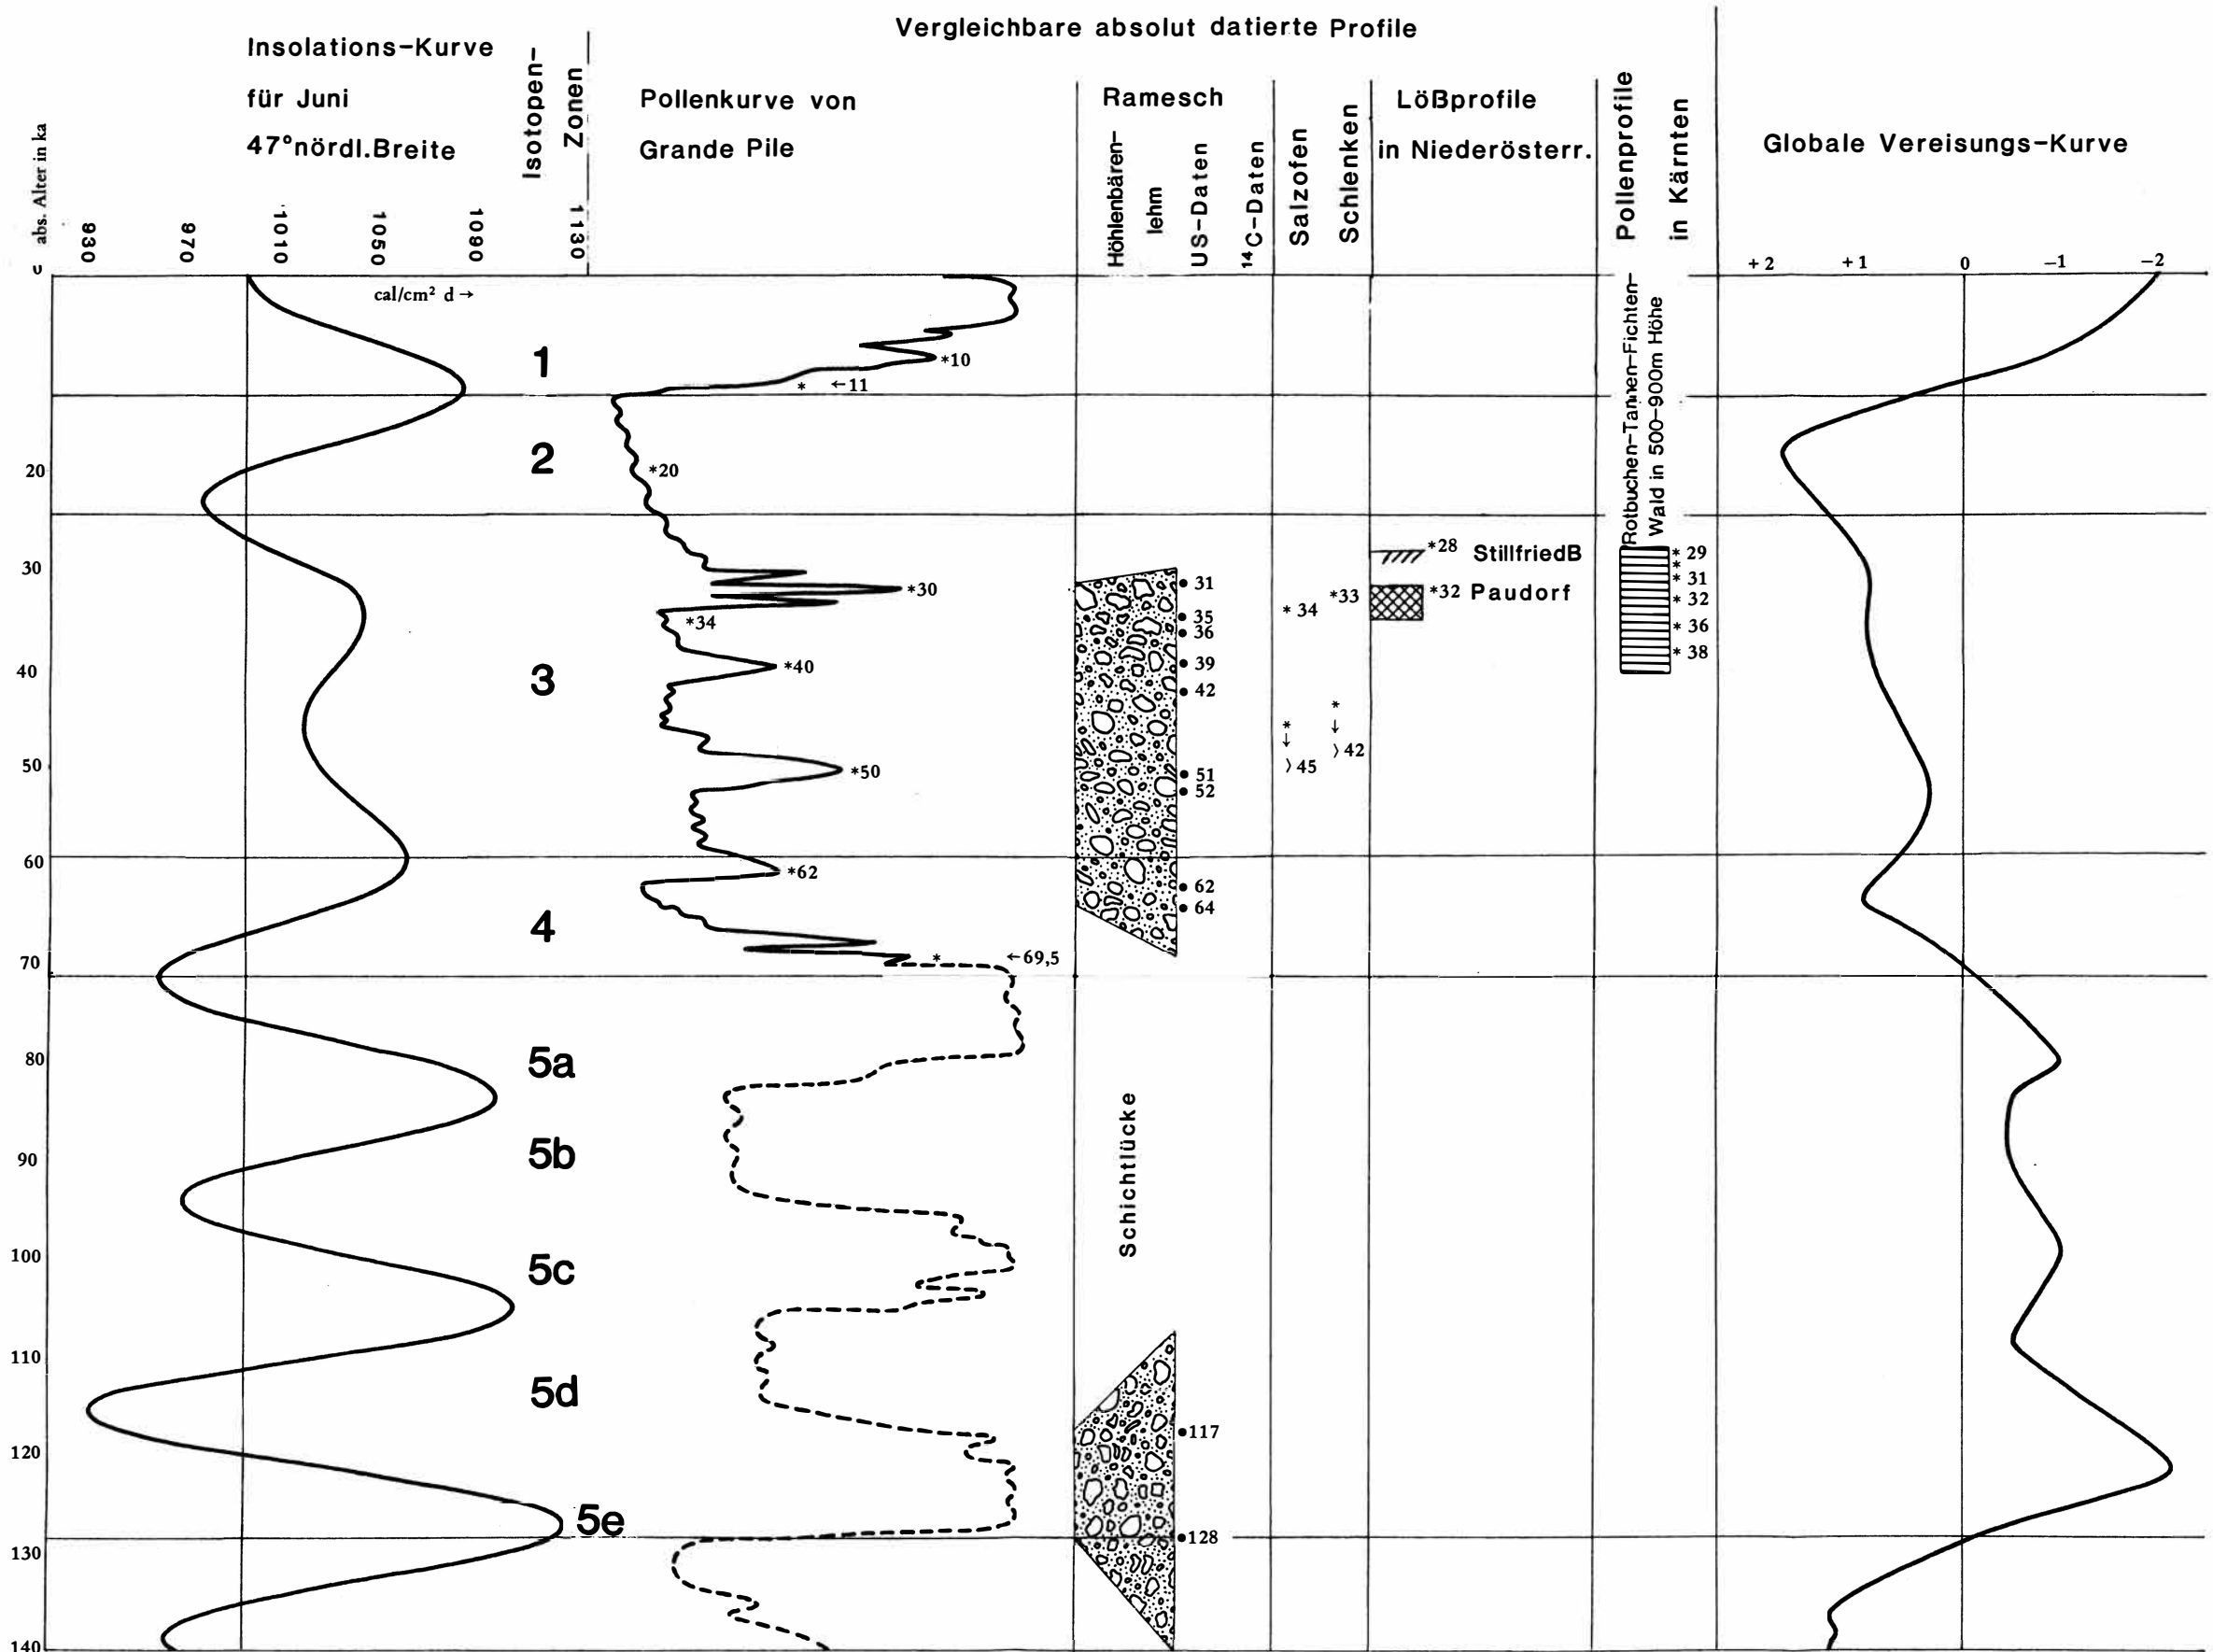 Vergleichbare absolut datierte Profile
Insolations-Kurve
für Juni
47°nördl.Breite
Isotopen-
Zonen
Pollenkurve von
Grande Pile
Ramesch
Höhlenbären-
lehm
US-Daten
14C-Daten
Salzofen
Schlenken
Lößprofile
in Niederösterr.
Pollenprofile
in Kärnten
Globale Vereisungs-Kurve
abs. Alter in ka
930
970
1010
1050
1090
1130
+2
+1
0
-1
-2
0
cal/cm² d →
Rotbuchen-Tannen-Fichten-
Wald in 500-900m Höhe
1
*10
* ←11
2
20
*20
*28 StillfriedB
* 29
*
30
*30
31
*32 Paudorf
* 31
*33
* 32
* 34
*34
35
36
* 36
* 38
3
40
*40
39
42
*
↓
〉42
*
↓
〉45
50
*50
51
52
60
*62
62
64
4
70
* ←69,5
80
5a
Schichtlücke
90
5b
100
5c
110
5d
117
120
5e
128
130
140